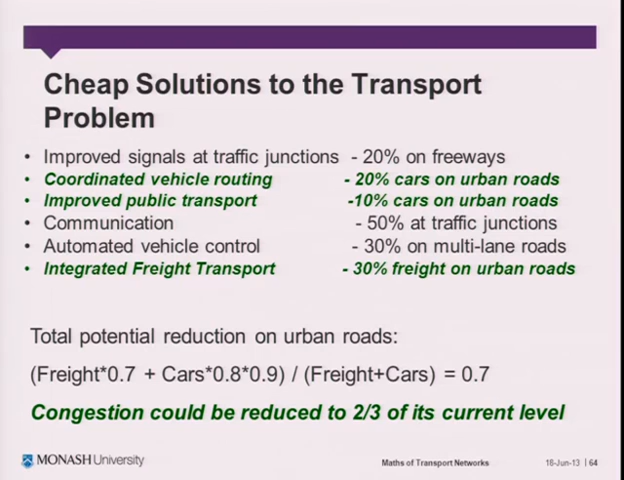 Cheap Solutions to the Transport
Problem
• Improved signals at traffic junctions - 20% on freeways
• Coordinated vehicle routing - 20% cars on urban roads
• Improved public transport -10% cars on urban roads
• Communication - 50% at traffic junctions
• Automated vehicle control - 30% on multi-lane roads
• Integrated Freight Transport - 30% freight on urban roads
Total potential reduction on urban roads:
(Freight*0.7 + Cars*0.8*0.9) / (Freight+Cars) = 0.7
Congestion could be reduced to 2/3 of its current level
MONASH University Maths of Transport Networks 16-Jun-13 | 64